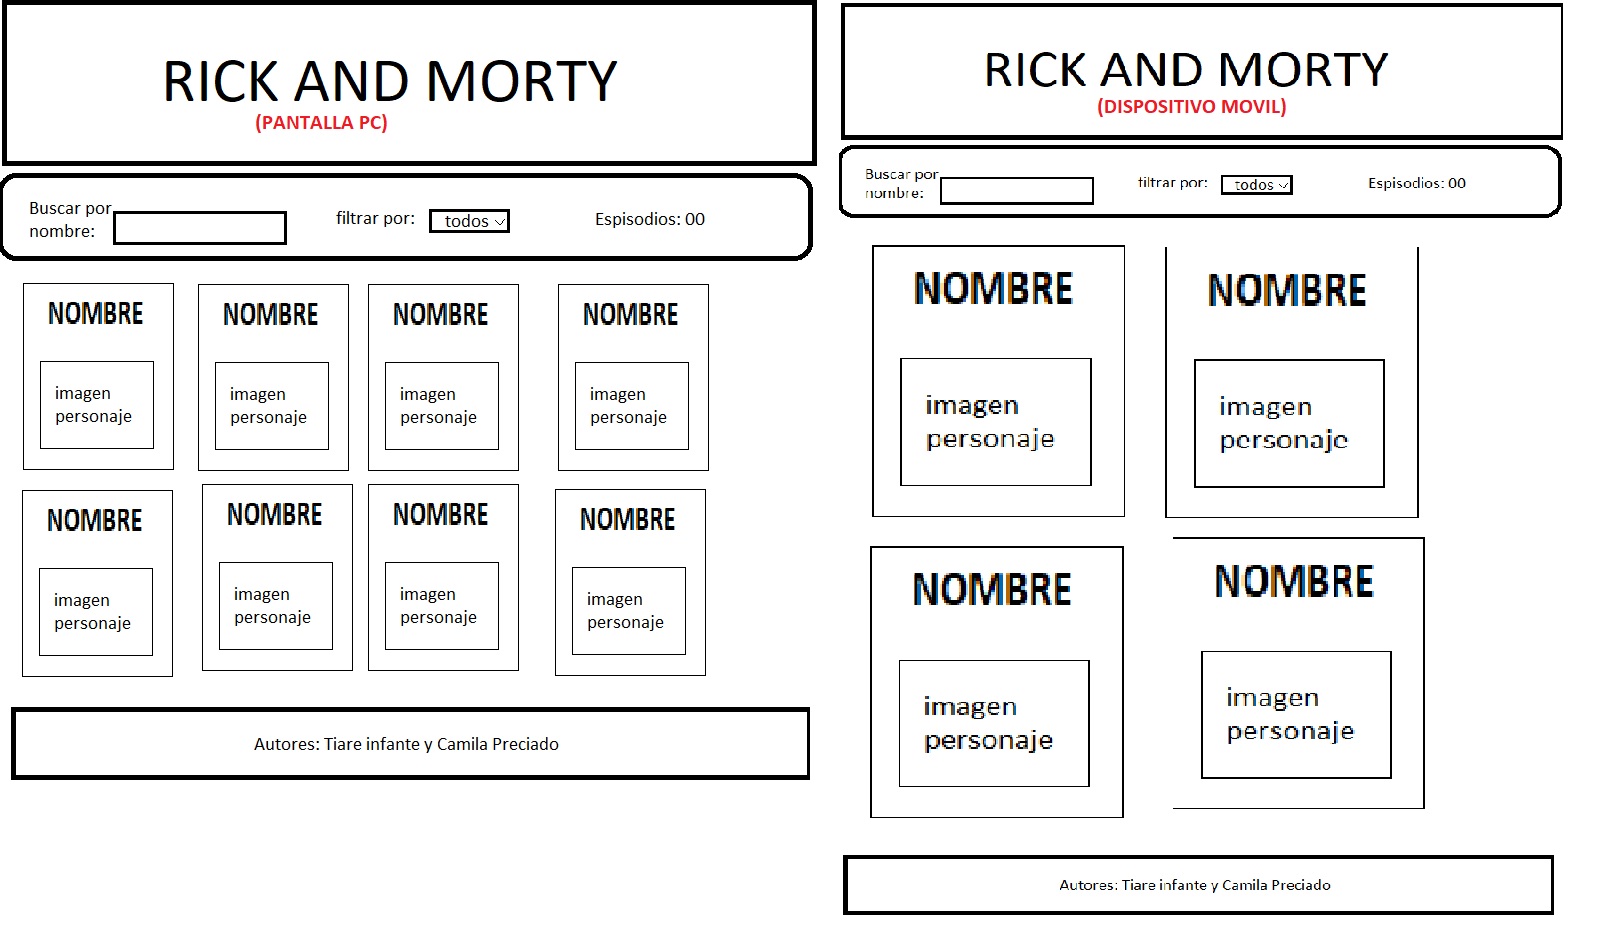 RICK AND MORTY
(PANTALLA PC)
Buscar por
nombre:
filtrar por:
todos
Espisodios: 00
NOMBRE
imagen
personaje
NOMBRE
imagen
personaje
NOMBRE
imagen
personaje
NOMBRE
imagen
personaje
NOMBRE
imagen
personaje
NOMBRE
imagen
personaje
NOMBRE
imagen
personaje
NOMBRE
imagen
personaje
Autores: Tiare infante y Camila Preciado
RICK AND MORTY
(DISPOSITIVO MOVIL)
Buscar por
nombre:
filtrar por:
todos
Espisodios: 00
NOMBRE
imagen
personaje
NOMBRE
imagen
personaje
NOMBRE
imagen
personaje
NOMBRE
imagen
personaje
Autores: Tiare infante y Camila Preciado